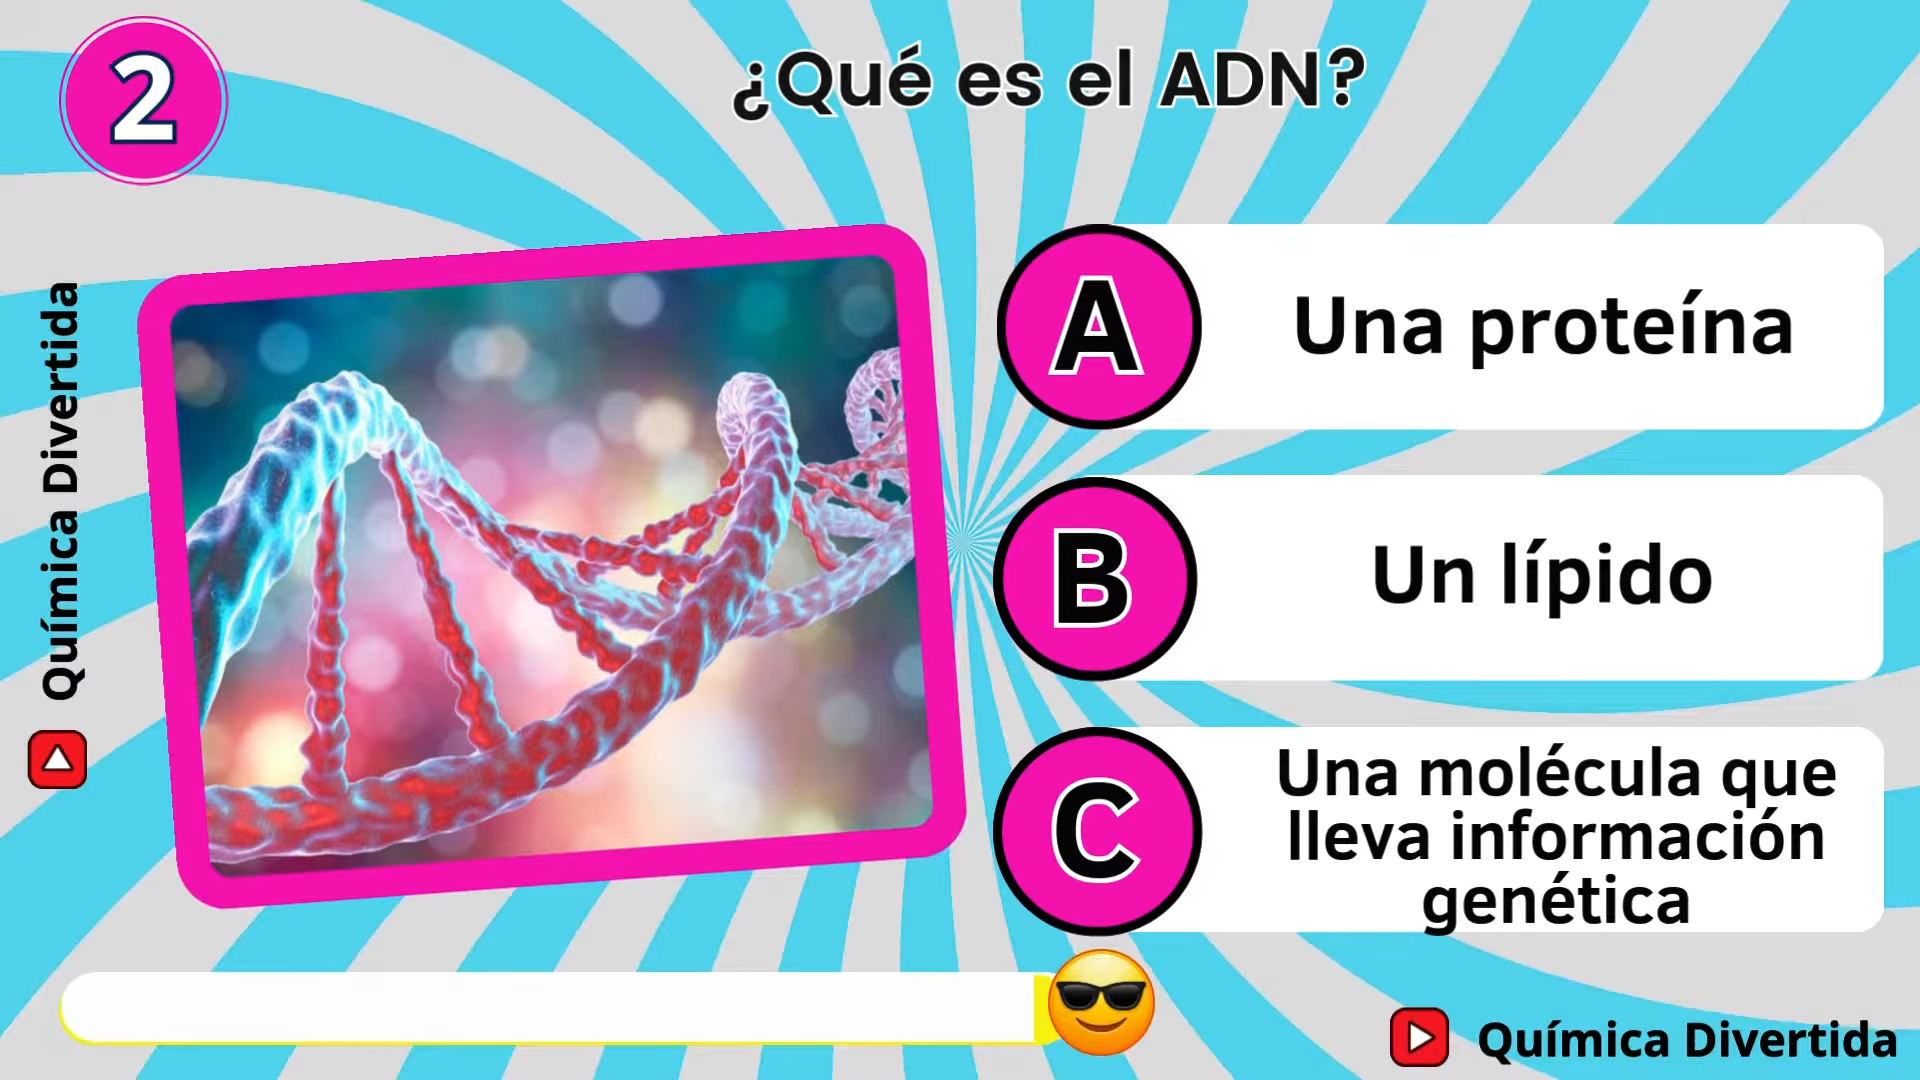 2
¿Qué es el ADN?
Química Divertida
A
Una proteína
B
Un lípido
C
Una molécula que
lleva información
genética
Química Divertida